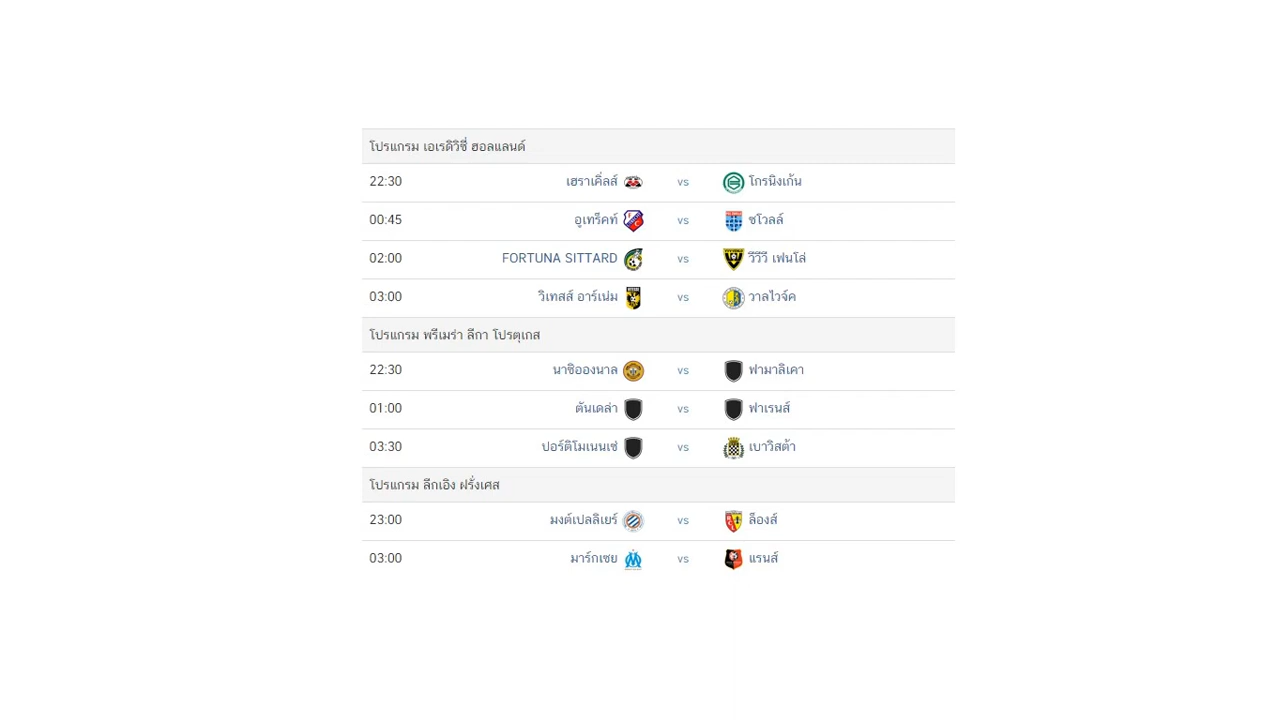 โปรแกรม เอเรดิวิซี่ ฮอลแลนด์
22:30 เฮราเคิ่ลส์ vs โกรนิงเก้น
00:45 อูเทร็คท์ vs ซโวลล์
02:00 FORTUNA SITTARD vs วีวีวี เฟนโล่
03:00 วิเทสส์ อาร์เน่ม vs วาลไวจ์ค
โปรแกรม พรีเมร่า ลีกา โปรตุเกส
22:30 นาซิอองนาล vs ฟามาลิเคา
01:00 ตันเดล่า vs ฟาเรนส์
03:30 ปอร์ติโมเนนเซ่ vs เบาวิสต้า
โปรแกรม ลีกเอิง ฝรั่งเศส
23:00 มงต์เปลลิเยร์ vs ล็องส์
03:00 มาร์กเซย vs แรนส์